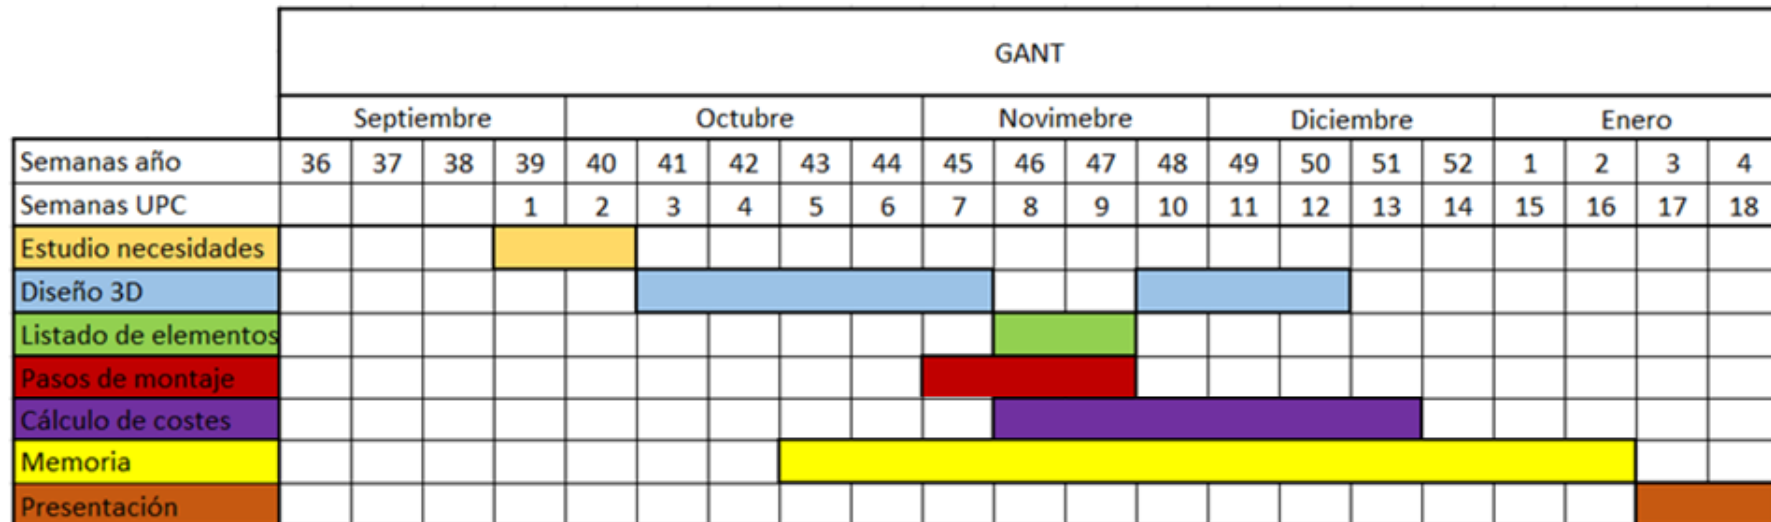 GANT
Septiembre Octubre Novimebre Diciembre Enero
Semanas año 36 37 38 39 40 41 42 43 44 45 46 47 48 49 50 51 52 1 2 3 4
Semanas UPC 1 2 3 4 5 6 7 8 9 10 11 12 13 14 15 16 17 18
Estudio necesidades
Diseño 3D
Listado de elementos
Pasos de montaje
Cálculo de costes
Memoria
Presentación